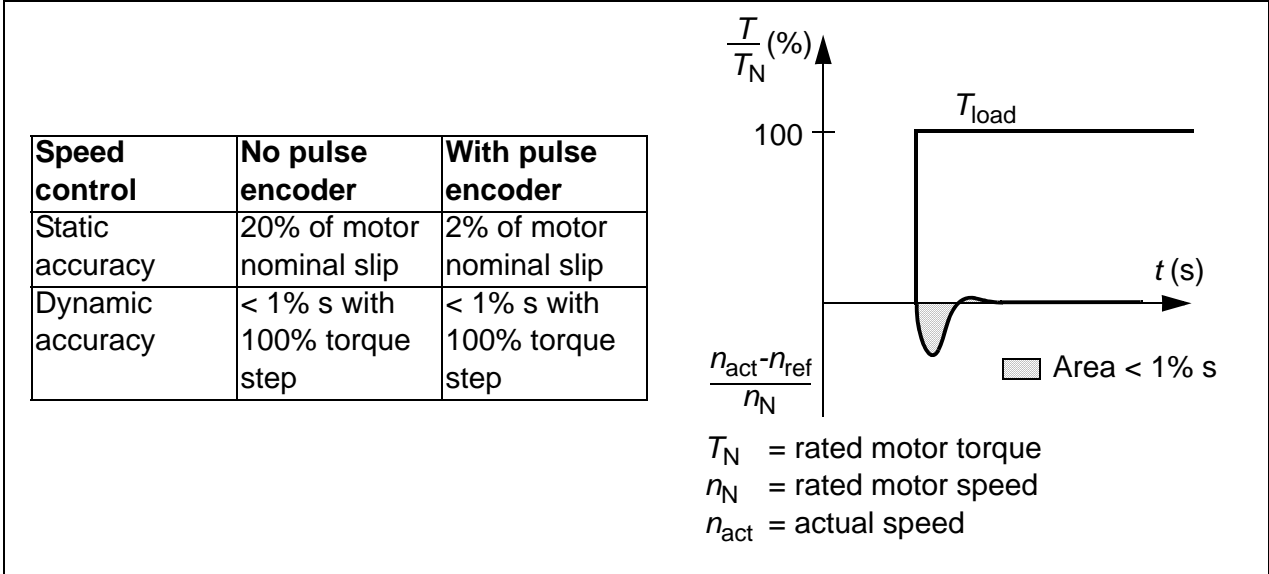 Speed control
No pulse encoder
With pulse encoder
Static accuracy
20% of motor nominal slip
2% of motor nominal slip
Dynamic accuracy
< 1% s with 100% torque step
< 1% s with 100% torque step
T/TN (%)
100
Tload
t (s)
nact-nref/nN
Area < 1% s
TN = rated motor torque
nN = rated motor speed
nact = actual speed